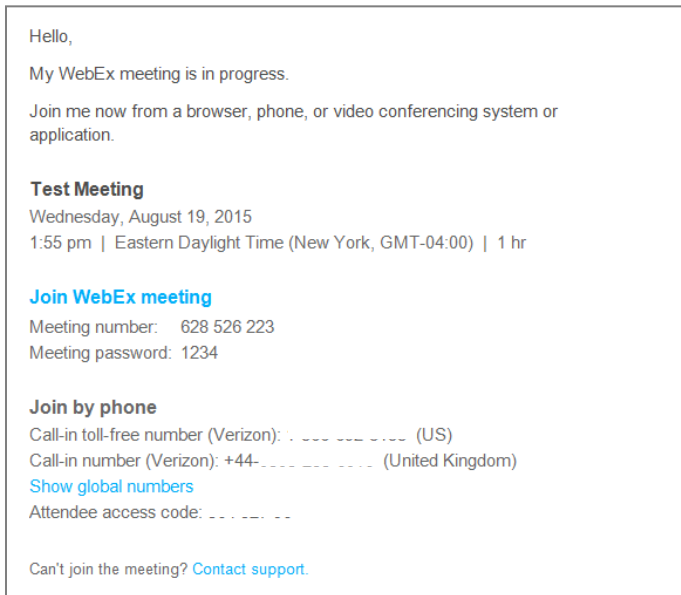 Hello,
My WebEx meeting is in progress.
Join me now from a browser, phone, or video conferencing system or
application.
Test Meeting
Wednesday, August 19, 2015
1:55 pm | Eastern Daylight Time (New York, GMT-04:00) | 1 hr
Join WebEx meeting
Meeting number: 628 526 223
Meeting password: 1234
Join by phone
Call-in toll-free number (Verizon): (US)
Call-in number (Verizon): +44- (United Kingdom)
Show global numbers
Attendee access code:
Can't join the meeting? Contact support.